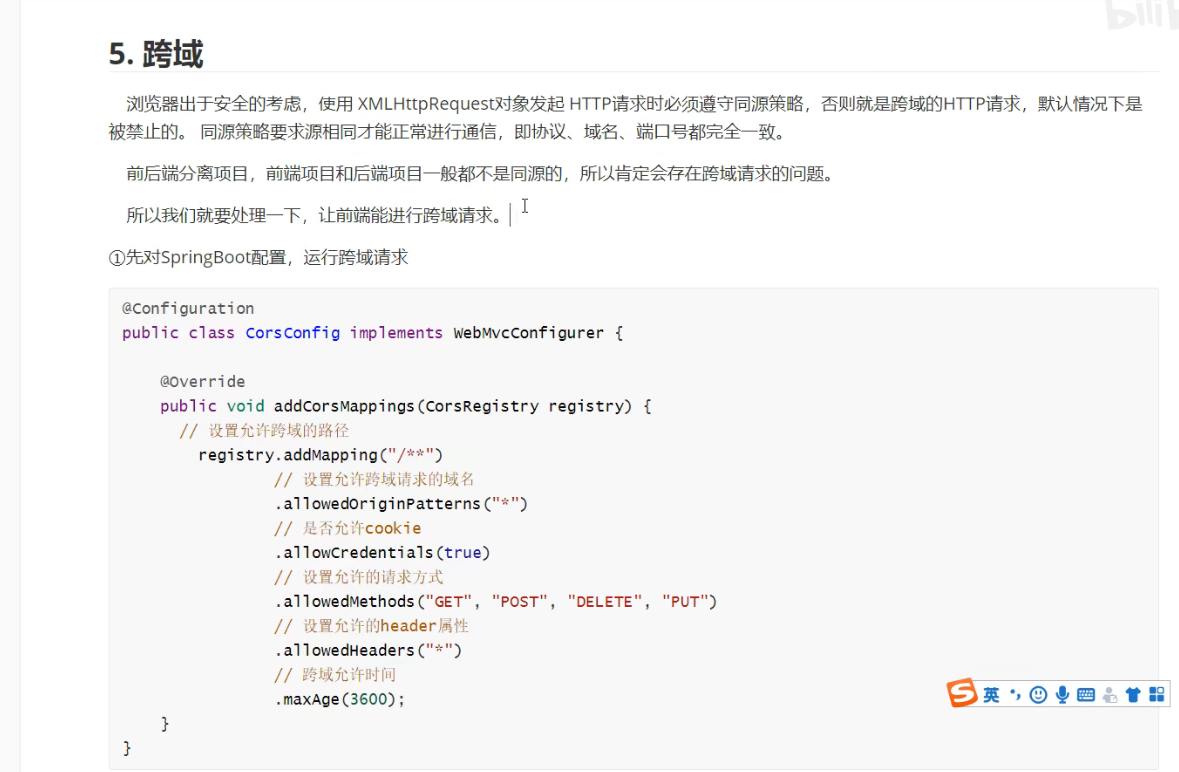 bili
5. 跨域
浏览器出于安全的考虑，使用 XMLHttpRequest对象发起 HTTP请求时必须遵守同源策略，否则就是跨域的HTTP请求，默认情况下是
被禁止的。 同源策略要求源相同才能正常进行通信，即协议、域名、端口号都完全一致。
前后端分离项目，前端项目和后端项目一般都不是同源的，所以肯定会存在跨域请求的问题。
所以我们就要处理一下，让前端能进行跨域请求。
①先对SpringBoot配置，运行跨域请求
@Configuration
public class CorsConfig implements WebMvcConfigurer {
@Override
public void addCorsMappings(CorsRegistry registry) {
// 设置允许跨域的路径
registry.addMapping("/**")
// 设置允许跨域请求的域名
.allowedOriginPatterns("*")
// 是否允许cookie
.allowCredentials(true)
// 设置允许的请求方式
.allowedMethods("GET", "POST", "DELETE", "PUT")
// 设置允许的header属性
.allowedHeaders("*")
// 跨域允许时间
.maxAge(3600);
}
}
S 英